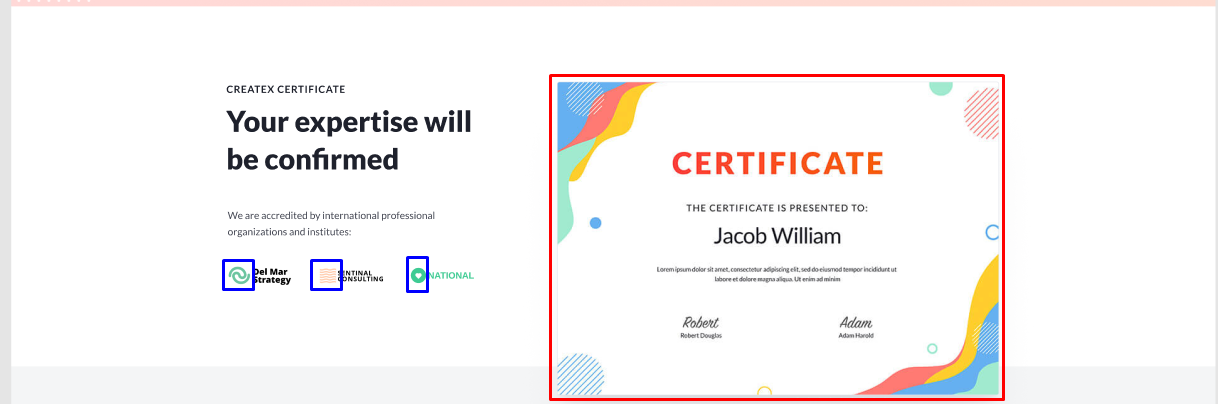 CREATEX CERTIFICATE
Your expertise will
be confirmed
We are accredited by international professional
organizations and institutes:
Del Mar
Strategy
SENTINAL
CONSULTING
NATIONAL
CERTIFICATE
THE CERTIFICATE IS PRESENTED TO:
Jacob William
Lorem ipsum dolor sit amet, consectetur adipiscing elit, sed do eiusmod tempor incididunt ut
labore et dolore magna aliqua. Ut enim ad minim
Robert
Robert Douglas
Adam
Adam Harold